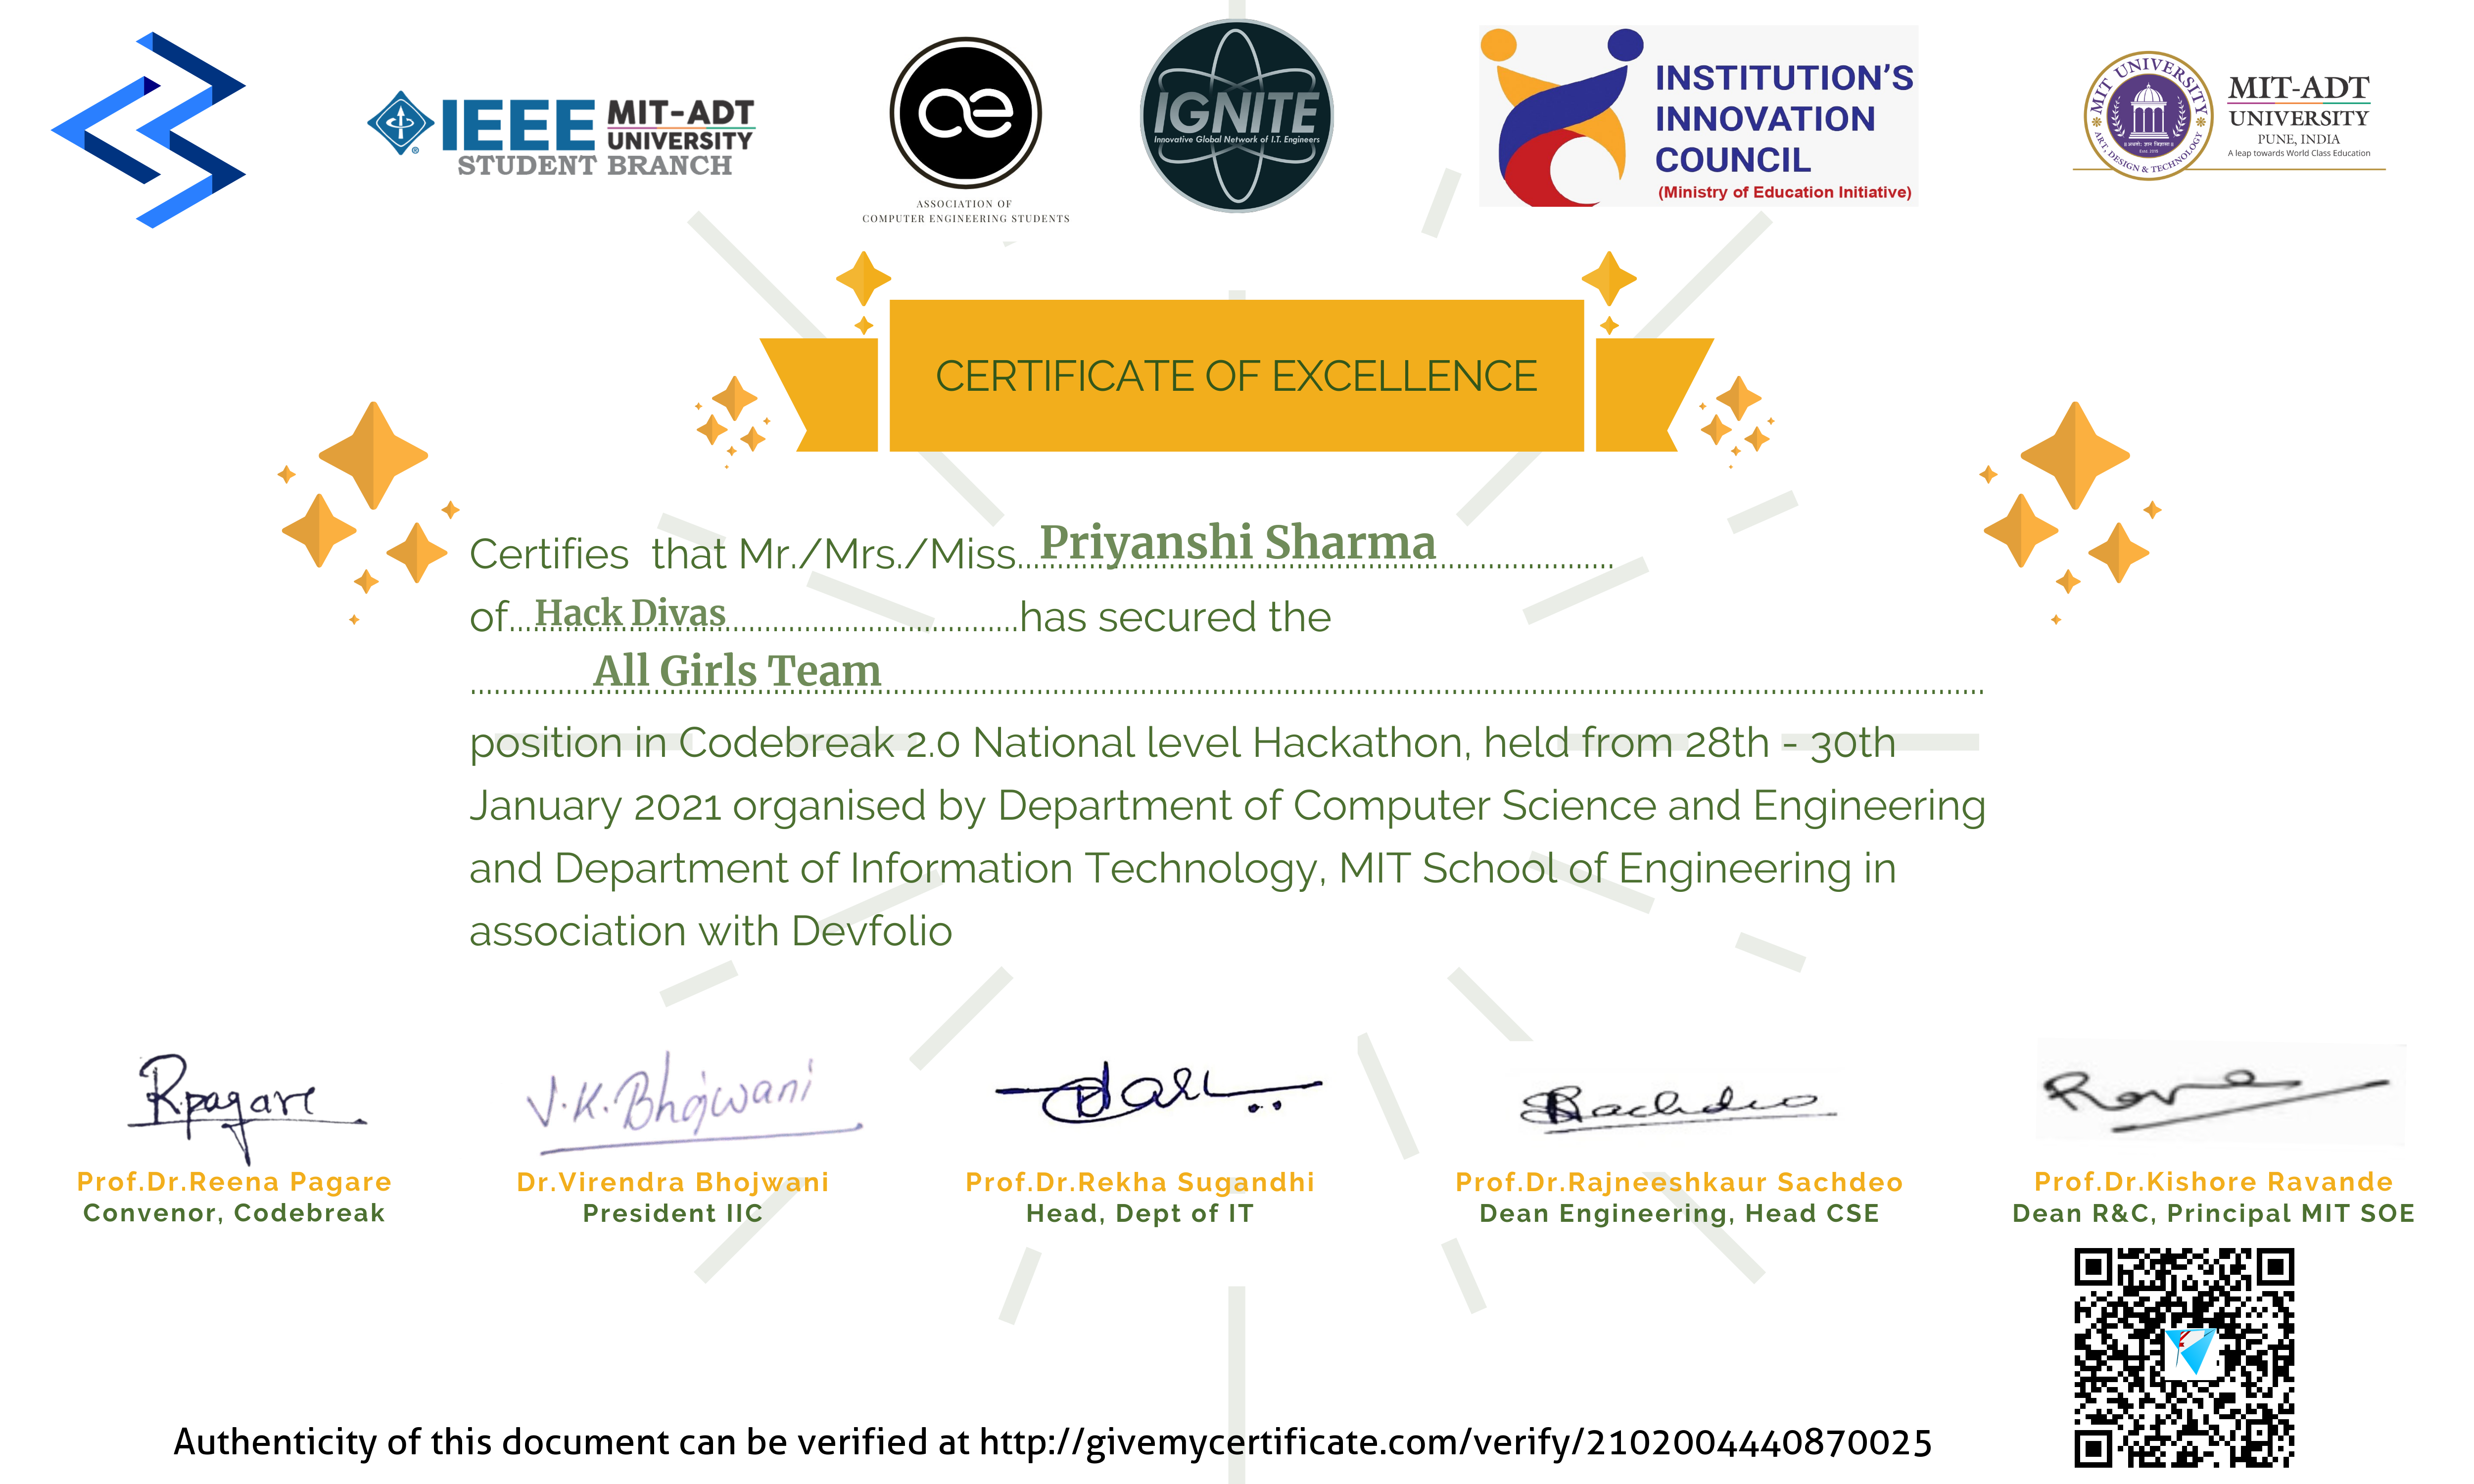 IEEE MIT-ADT
UNIVERSITY
STUDENT BRANCH
ASSOCIATION OF
COMPUTER ENGINEERING STUDENTS
IGNITE
Innovative Global Network of I.T. Engineers
INSTITUTION'S
INNOVATION
COUNCIL
(Ministry of Education Initiative)
MIT UNIVERSITY
ART, DESIGN & TECHNOLOGY
MIT-ADT
UNIVERSITY
PUNE, INDIA
A leap towards World Class Education
CERTIFICATE OF EXCELLENCE
Certifies that Mr./Mrs./Miss. Priyanshi Sharma
of Hack Divas has secured the
All Girls Team
position in Codebreak 2.0 National level Hackathon, held from 28th - 30th
January 2021 organised by Department of Computer Science and Engineering
and Department of Information Technology, MIT School of Engineering in
association with Devfolio
Rpagare
V.K.Bhojwani
Prof.Dr.Reena Pagare
Convenor, Codebreak
Dr.Virendra Bhojwani
President IIC
Prof.Dr.Rekha Sugandhi
Head, Dept of IT
Prof.Dr.Rajneeshkaur Sachdeo
Dean Engineering, Head CSE
Prof.Dr.Kishore Ravande
Dean R&C, Principal MIT SOE
Authenticity of this document can be verified at http://givemycertificate.com/verify/2102004440870025